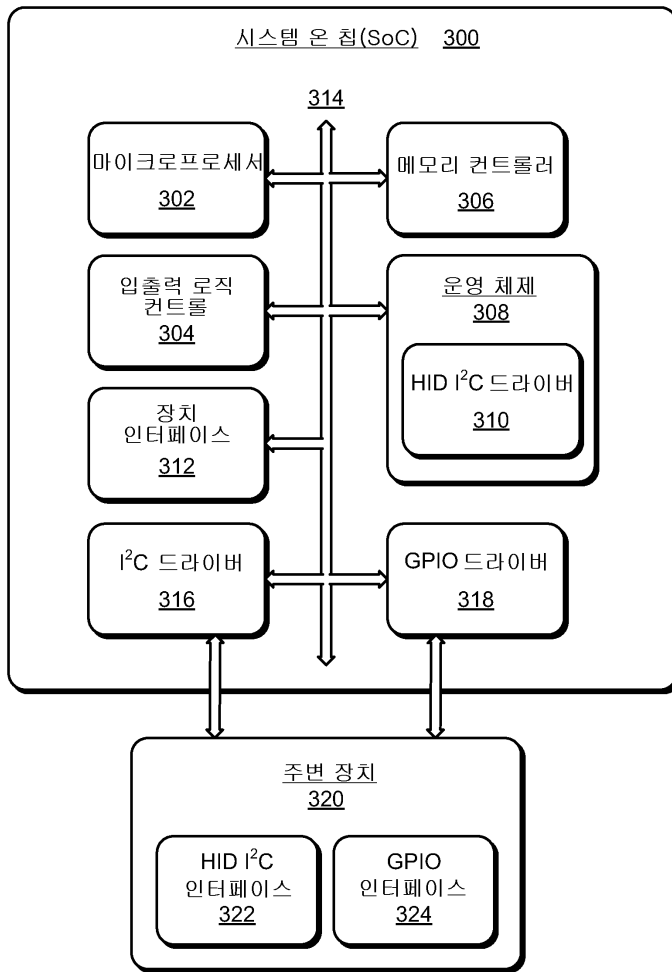 시스템 온 칩(SoC) 300
314
마이크로프로세서
302
메모리 컨트롤러
306
입출력 로직
컨트롤
304
운영 체제
308
HID I²C 드라이버
310
장치
인터페이스
312
I²C 드라이버
316
GPIO 드라이버
318
주변 장치
320
HID I²C
인터페이스
322
GPIO
인터페이스
324